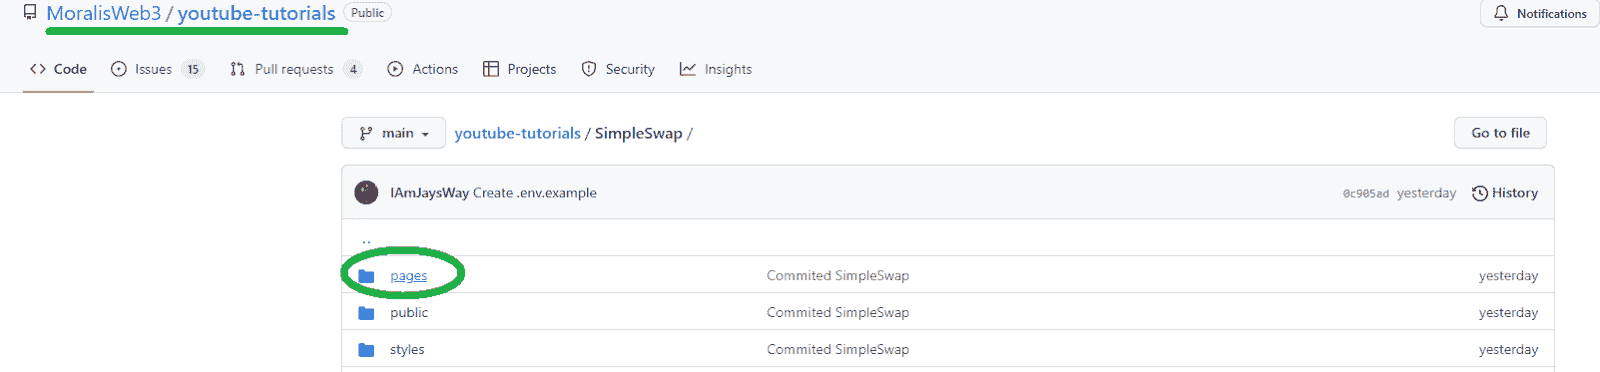 MoralisWeb3 / youtube-tutorials Public Notifications
Code Issues 15 Pull requests 4 Actions Projects Security Insights
main youtube-tutorials / SimpleSwap / Go to file
IAmJaysWay Create .env.example 0c905ad yesterday History
..
pages Commited SimpleSwap yesterday
public Commited SimpleSwap yesterday
styles Commited SimpleSwap yesterday